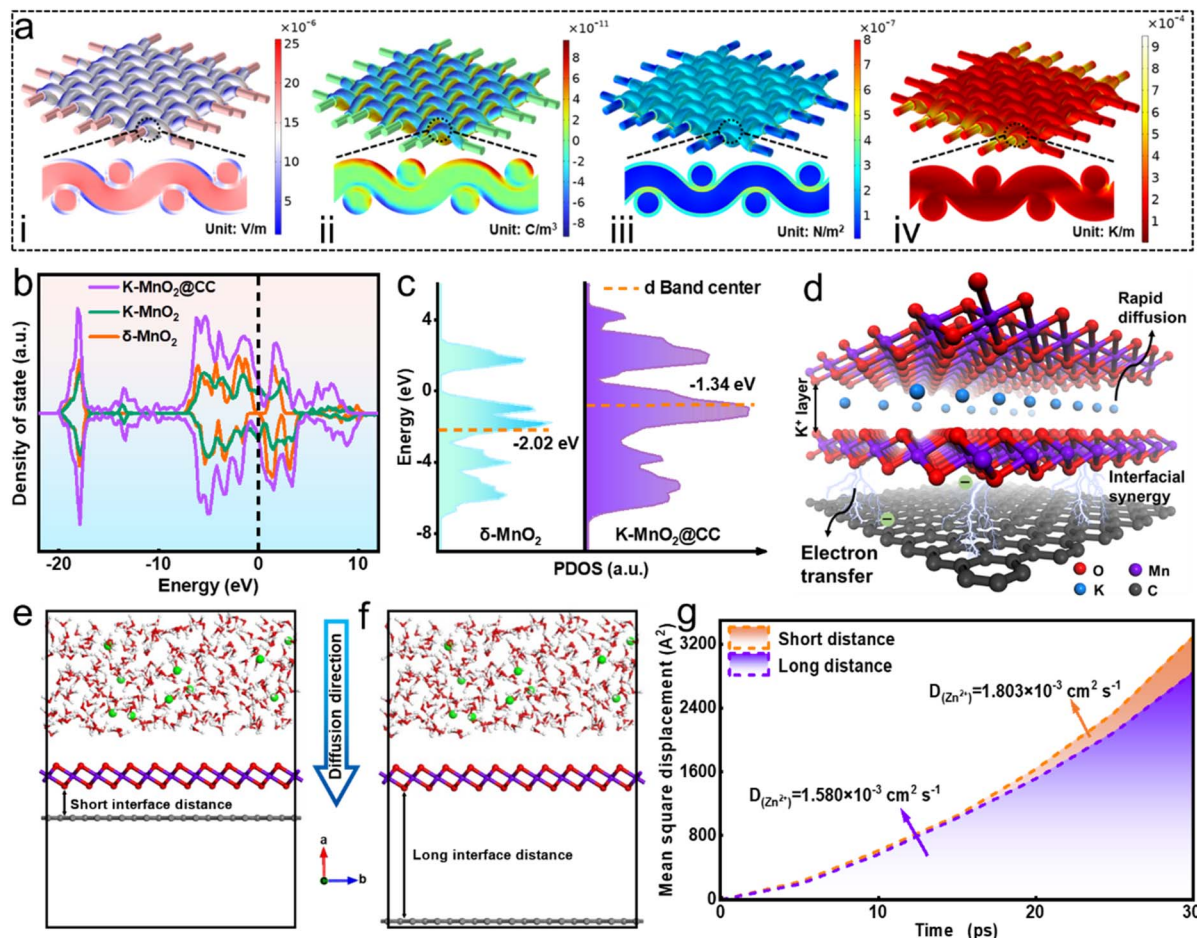 a
×10⁻⁶
25
20
15
10
5
i
Unit: V/m
×10⁻¹¹
8
6
4
2
0
-2
-4
-6
-8
ii
Unit: C/m³
×10⁻⁷
8
7
6
5
4
3
2
1
iii
Unit: N/m²
×10⁻⁴
9
8
7
6
5
4
3
2
1
iv
Unit: K/m
b
K-MnO₂@CC
K-MnO₂
δ-MnO₂
Density of state (a.u.)
-20
-10
-0
10
Energy (eV)
c
d Band center
4
0
-4
-8
Energy (eV)
-2.02 eV
-1.34 eV
δ-MnO₂
K-MnO₂@CC
PDOS (a.u.)
d
Rapid
diffusion
K⁺ layer
Interfacial
synergy
Electron
transfer
O
Mn
K
C
e
Short interface distance
Diffusion direction
a
b
f
Long interface distance
g
Short distance
Long distance
D(Zn²⁺)=1.803×10⁻³ cm² s⁻¹
D(Zn²⁺)=1.580×10⁻³ cm² s⁻¹
Mean square displacement (A²)
3200
2400
1600
800
0
10
20
30
Time (ps)